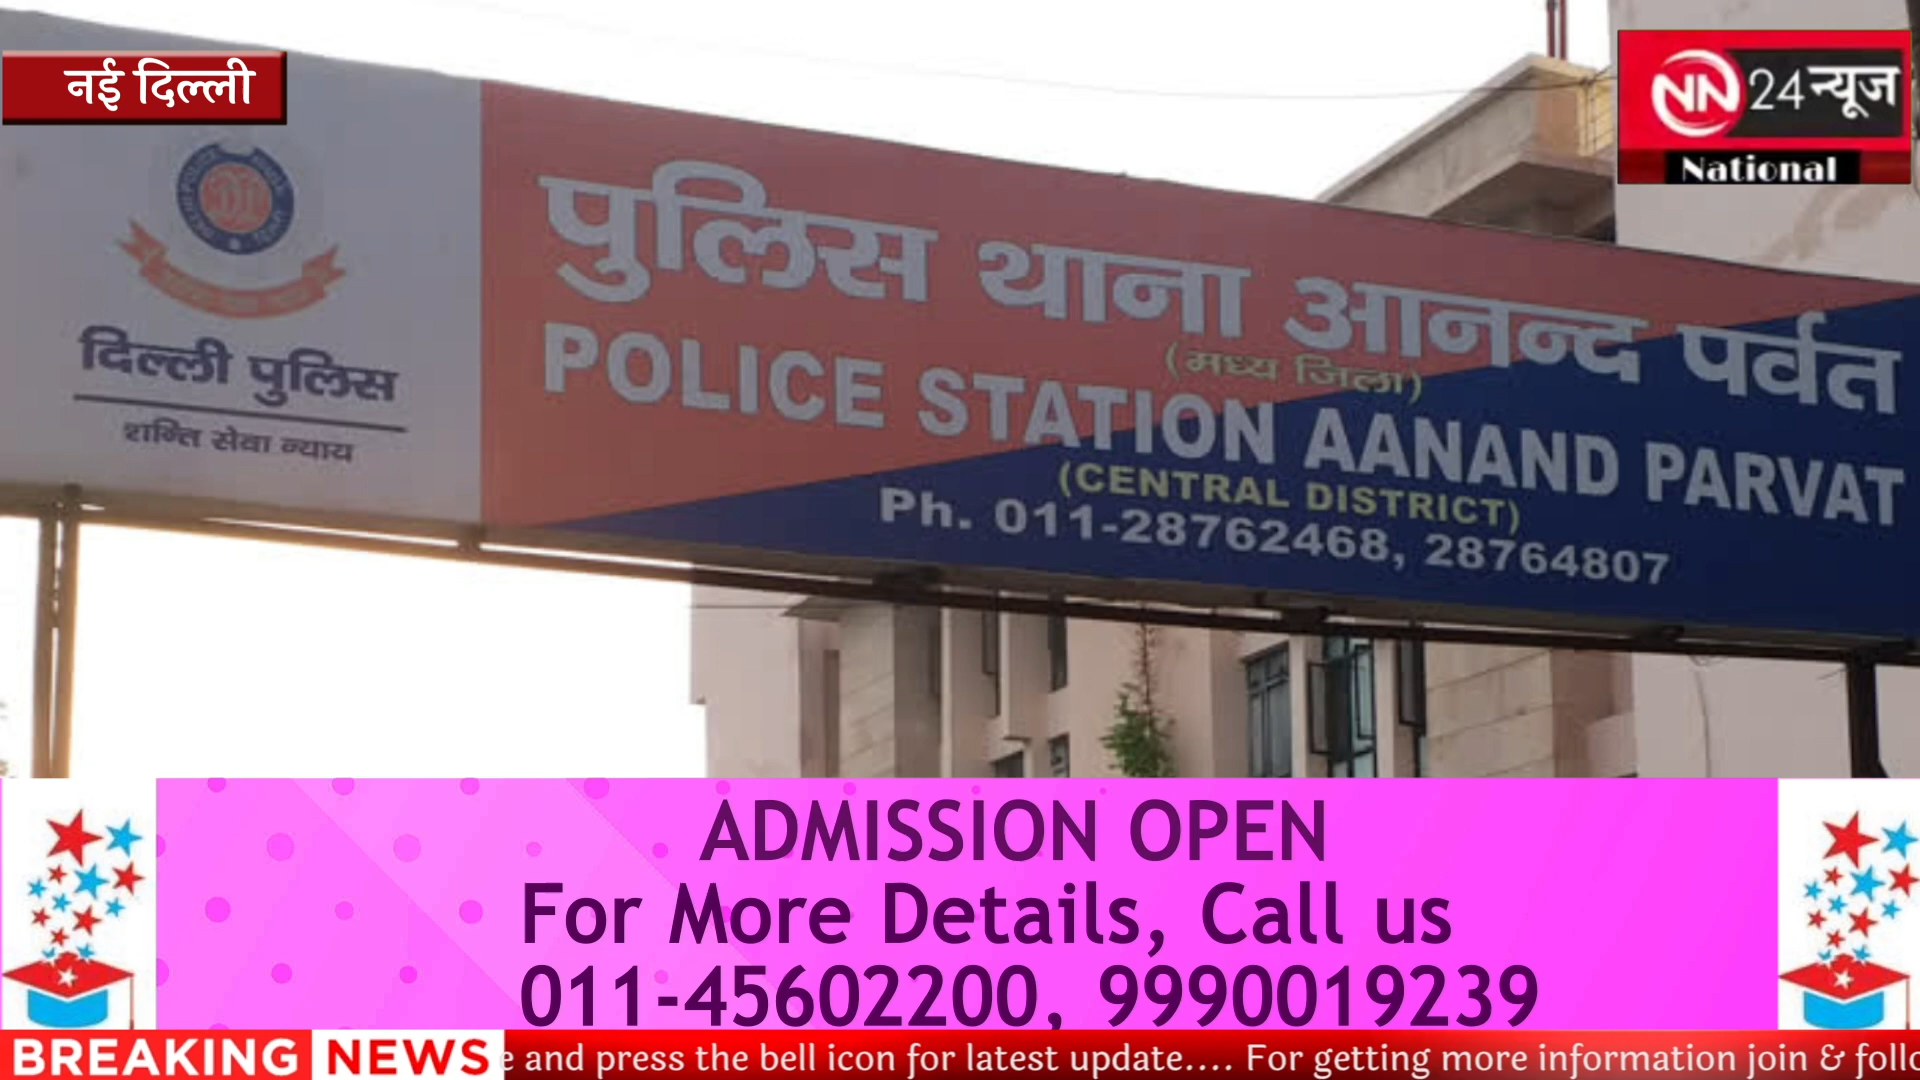 नई दिल्ली
NN 24 न्यूज
National
पुलिस थाना आनन्द पर्वत
(मध्य जिला)
POLICE STATION AANAND PARVAT
(CENTRAL DISTRICT)
Ph. 011-28762468, 28764807
दिल्ली पुलिस
शान्ति सेवा न्याय
ADMISSION OPEN
For More Details, Call us
011-45602200, 9990019239
BREAKING NEWS
and press the bell icon for latest update.... For getting more information join &